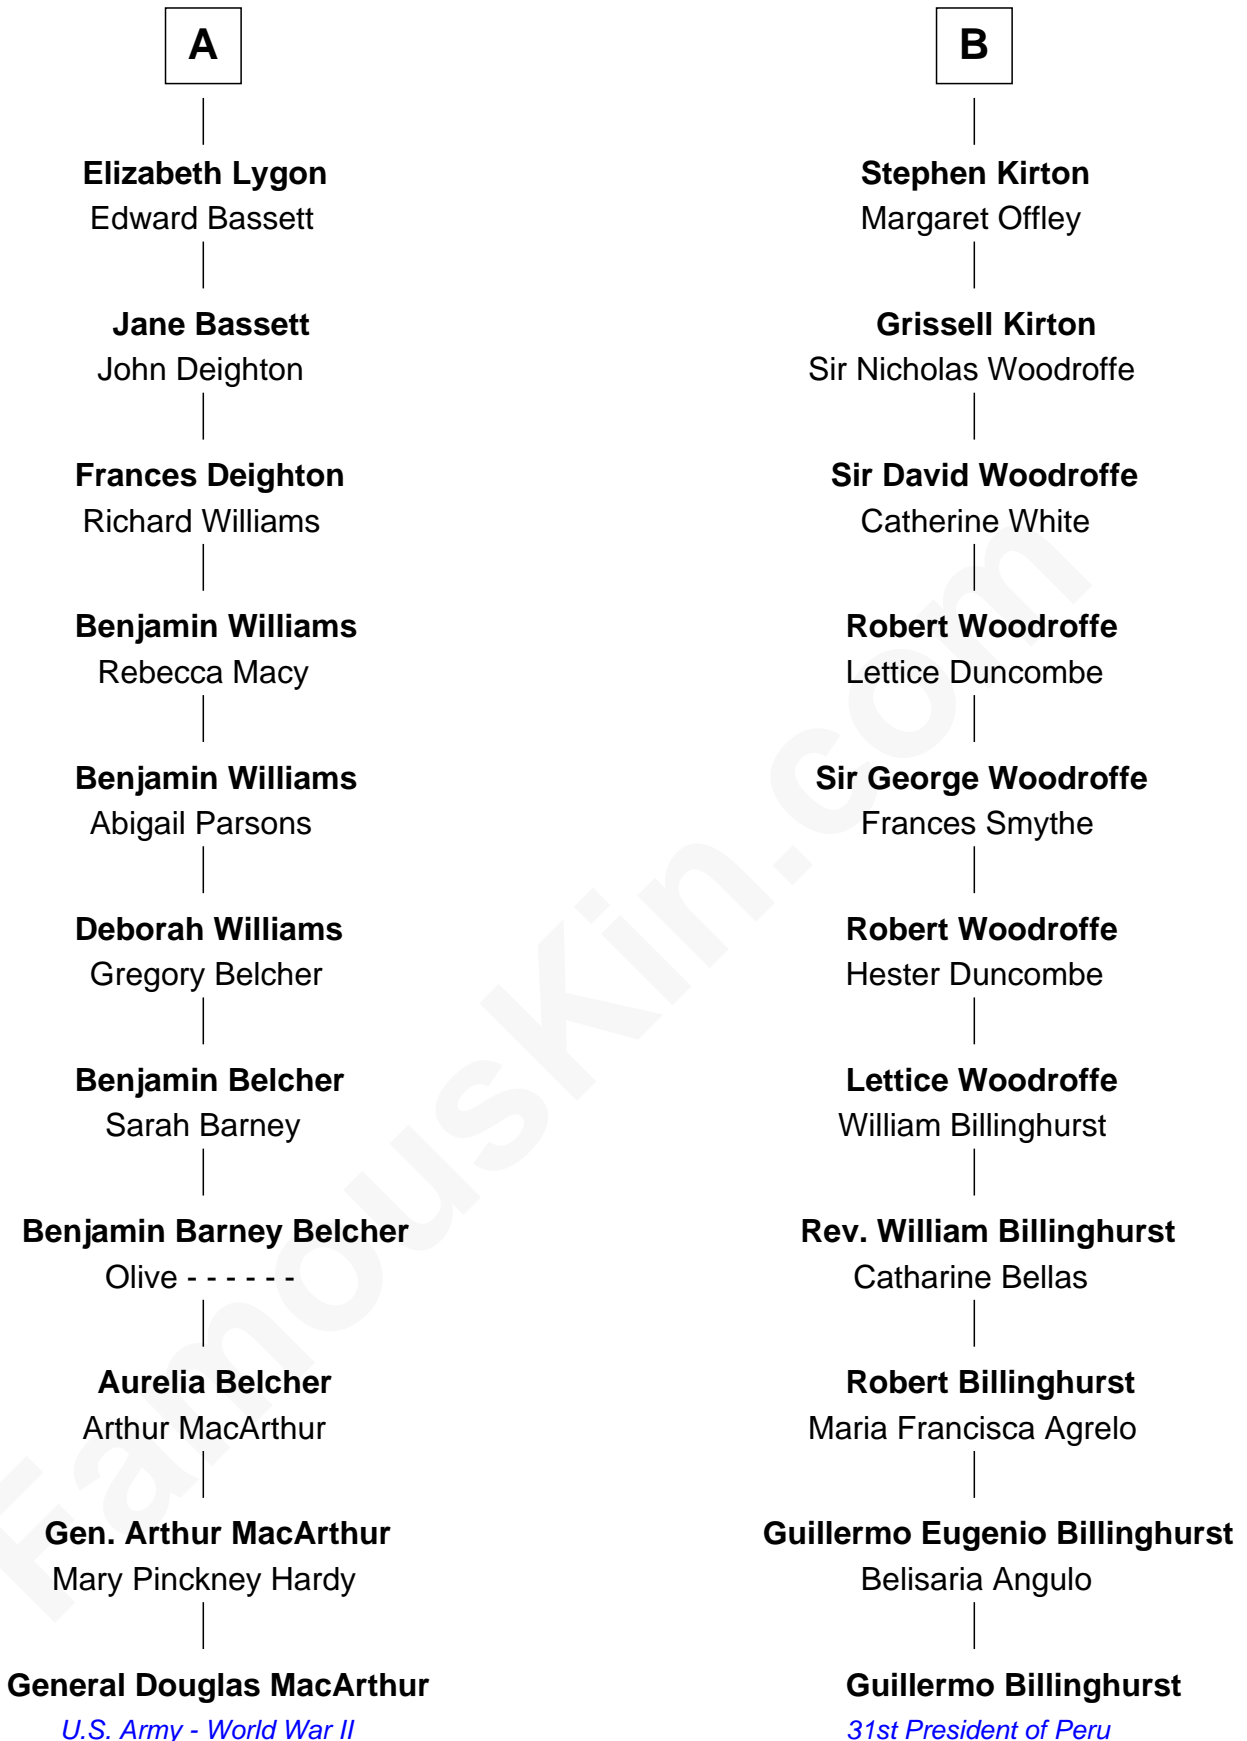 A
Elizabeth Lygon
Edward Bassett
Jane Bassett
John Deighton
Frances Deighton
Richard Williams
Benjamin Williams
Rebecca Macy
Benjamin Williams
Abigail Parsons
Deborah Williams
Gregory Belcher
Benjamin Belcher
Sarah Barney
Benjamin Barney Belcher
Olive - - - - - -
Aurelia Belcher
Arthur MacArthur
Gen. Arthur MacArthur
Mary Pinckney Hardy
General Douglas MacArthur
U.S. Army - World War II
B
Stephen Kirton
Margaret Offley
Grissell Kirton
Sir Nicholas Woodroffe
Sir David Woodroffe
Catherine White
Robert Woodroffe
Lettice Duncombe
Sir George Woodroffe
Frances Smythe
Robert Woodroffe
Hester Duncombe
Lettice Woodroffe
William Billinghurst
Rev. William Billinghurst
Catharine Bellas
Robert Billinghurst
Maria Francisca Agrelo
Guillermo Eugenio Billinghurst
Belisaria Angulo
Guillermo Billinghurst
31st President of Peru
FamousKin.com